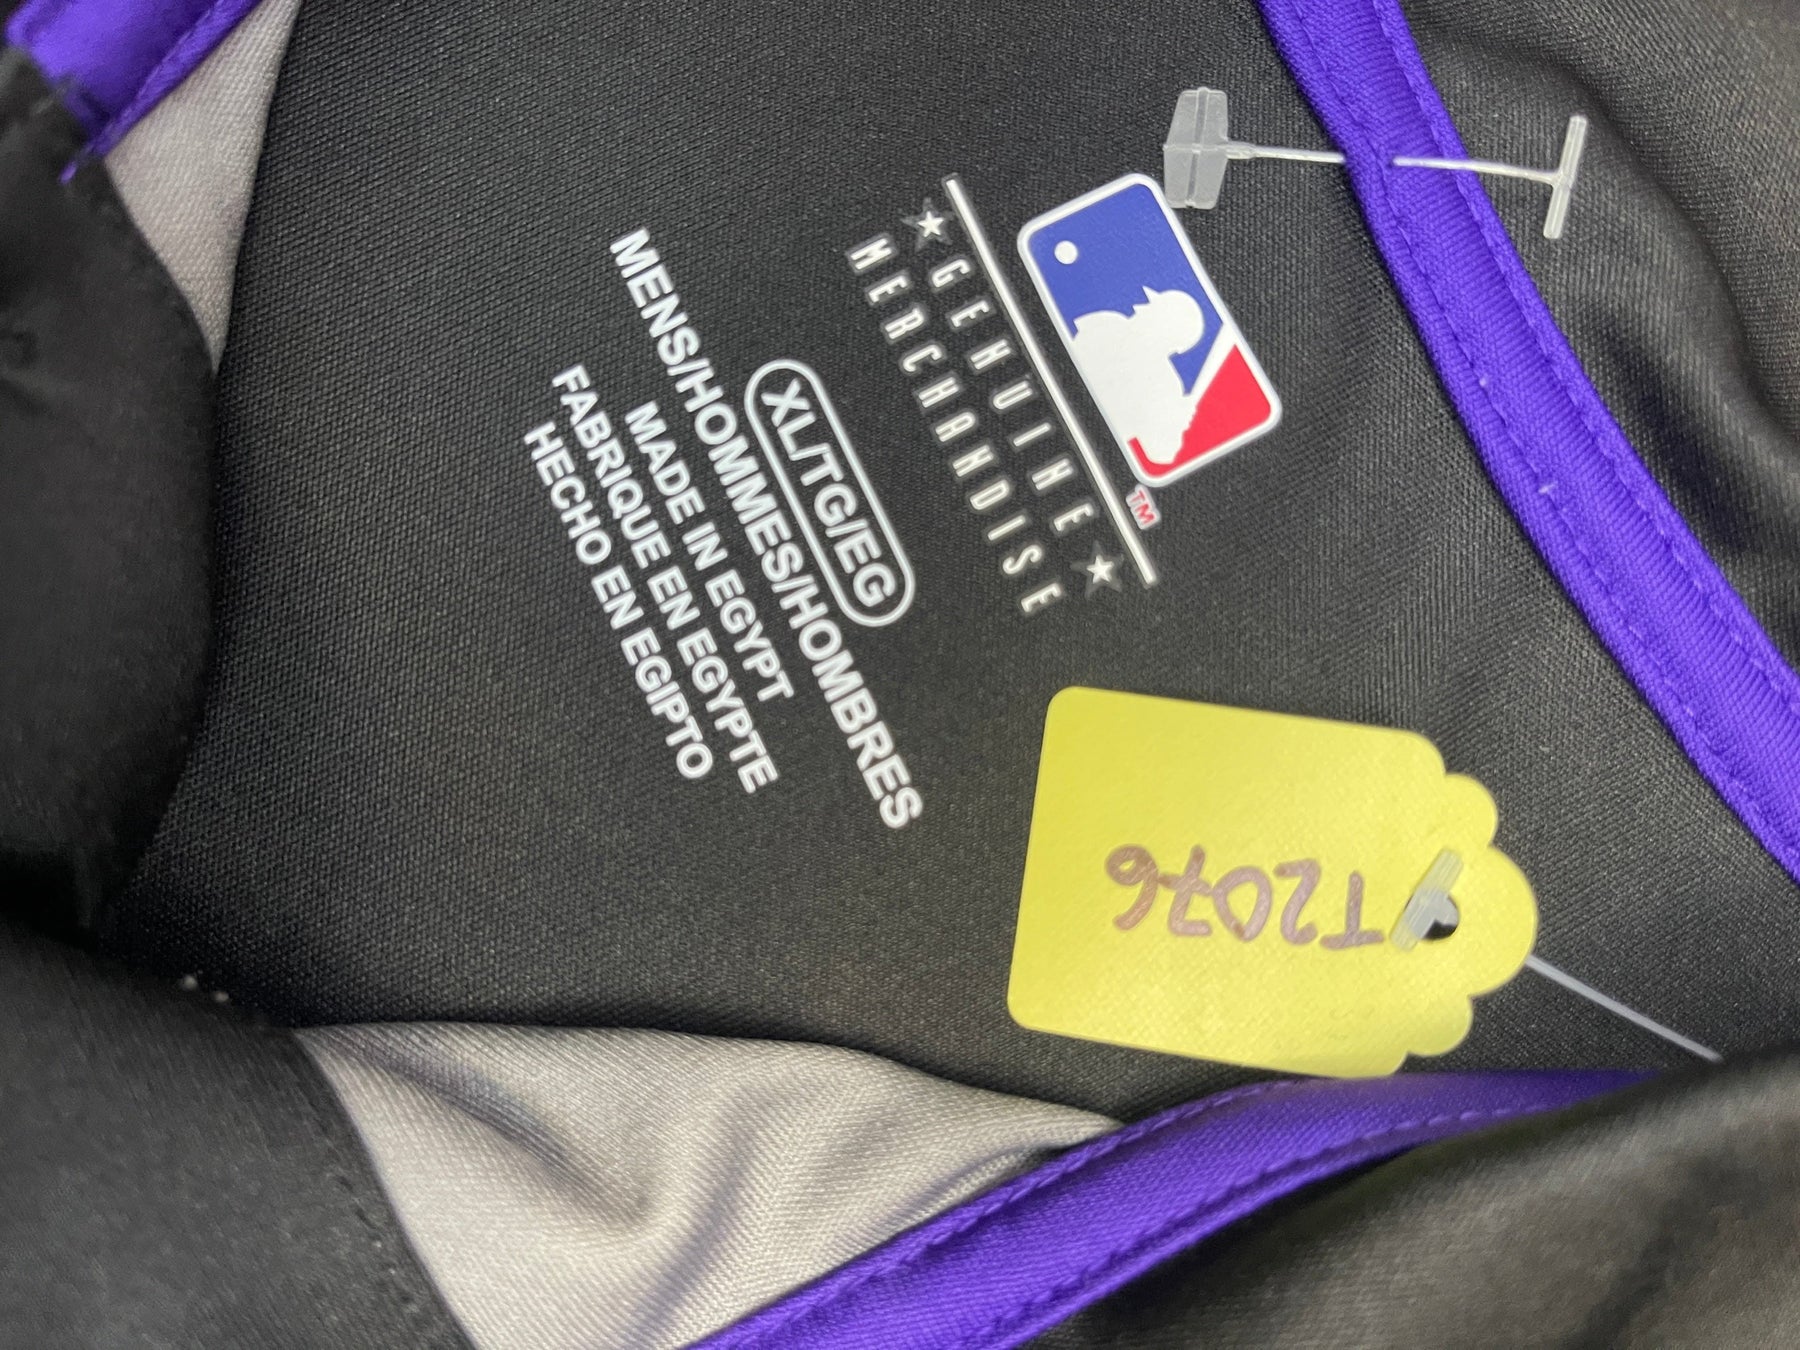 TM
GENUINE
MERCHANDISE
XL/TG/EG
MENS/HOMMES/HOMBRES
MADE IN EGYPT
FABRIQUE EN EGYPTE
HECHO EN EGIPTO
T2076